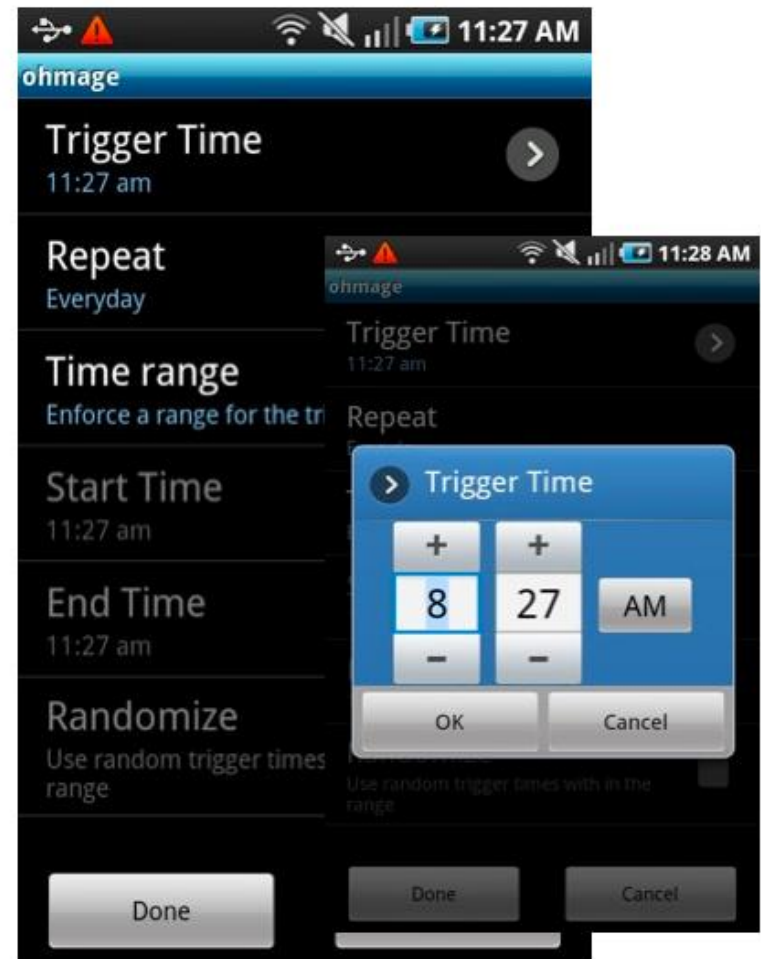 11:27 AM
ohmage
Trigger Time
11:27 am
Repeat
Everyday
Time range
Enforce a range for the tri
Start Time
11:27 am
End Time
11:27 am
Randomize
Use random trigger times
range
Done
11:28 AM
ohmage
Trigger Time
11:27 am
Repeat
Trigger Time
+ +
8 27 AM
- -
OK Cancel
Use random trigger times with in the
range
Done Cancel